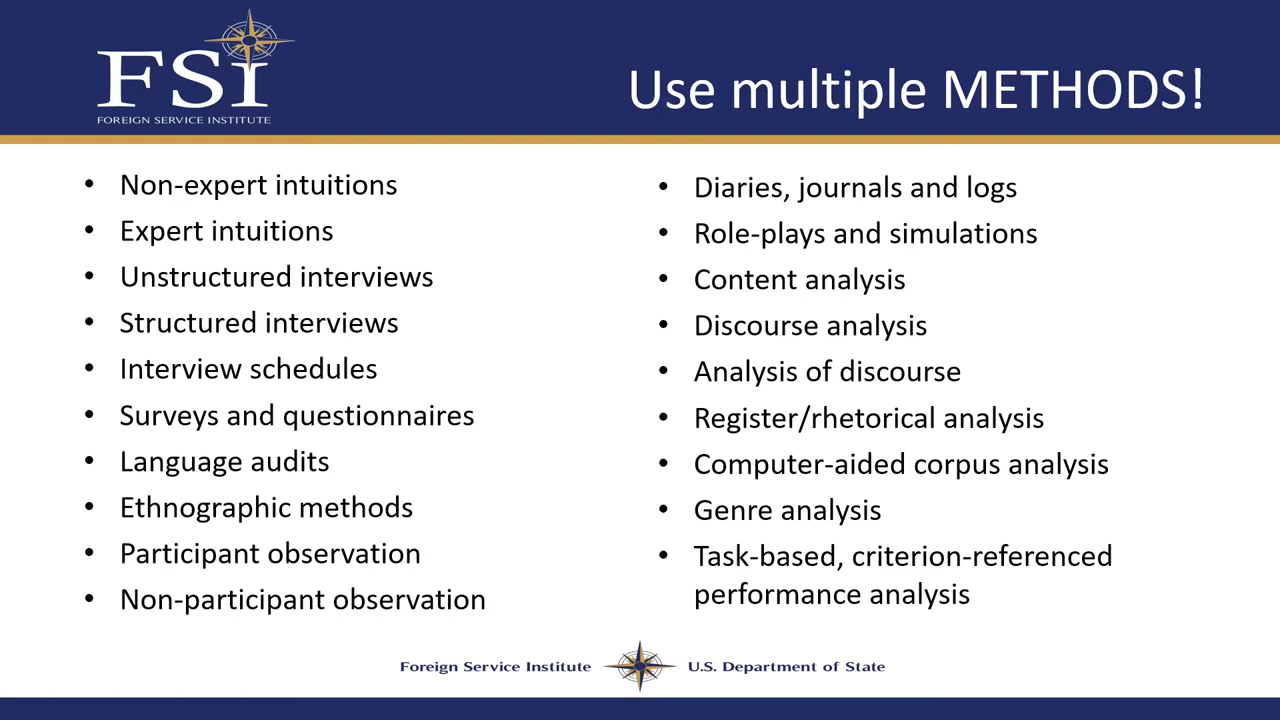 FSI
FOREIGN SERVICE INSTITUTE
Use multiple METHODS!
• Non-expert intuitions
• Expert intuitions
• Unstructured interviews
• Structured interviews
• Interview schedules
• Surveys and questionnaires
• Language audits
• Ethnographic methods
• Participant observation
• Non-participant observation
• Diaries, journals and logs
• Role-plays and simulations
• Content analysis
• Discourse analysis
• Analysis of discourse
• Register/rhetorical analysis
• Computer-aided corpus analysis
• Genre analysis
• Task-based, criterion-referenced
performance analysis
Foreign Service Institute U.S. Department of State